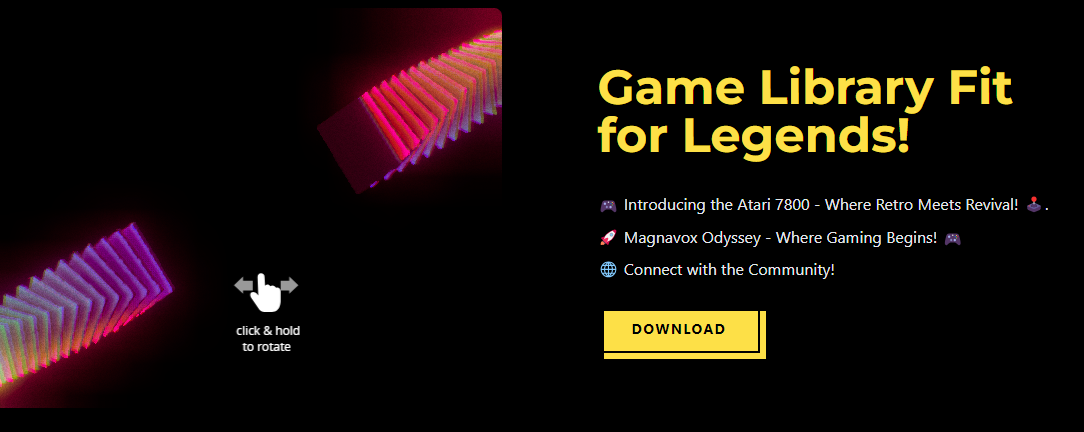 Game Library Fit
for Legends!
🎮 Introducing the Atari 7800 - Where Retro Meets Revival! 🕹️.
🚀 Magnavox Odyssey - Where Gaming Begins! 🎮
🌐 Connect with the Community!
DOWNLOAD
click & hold
to rotate